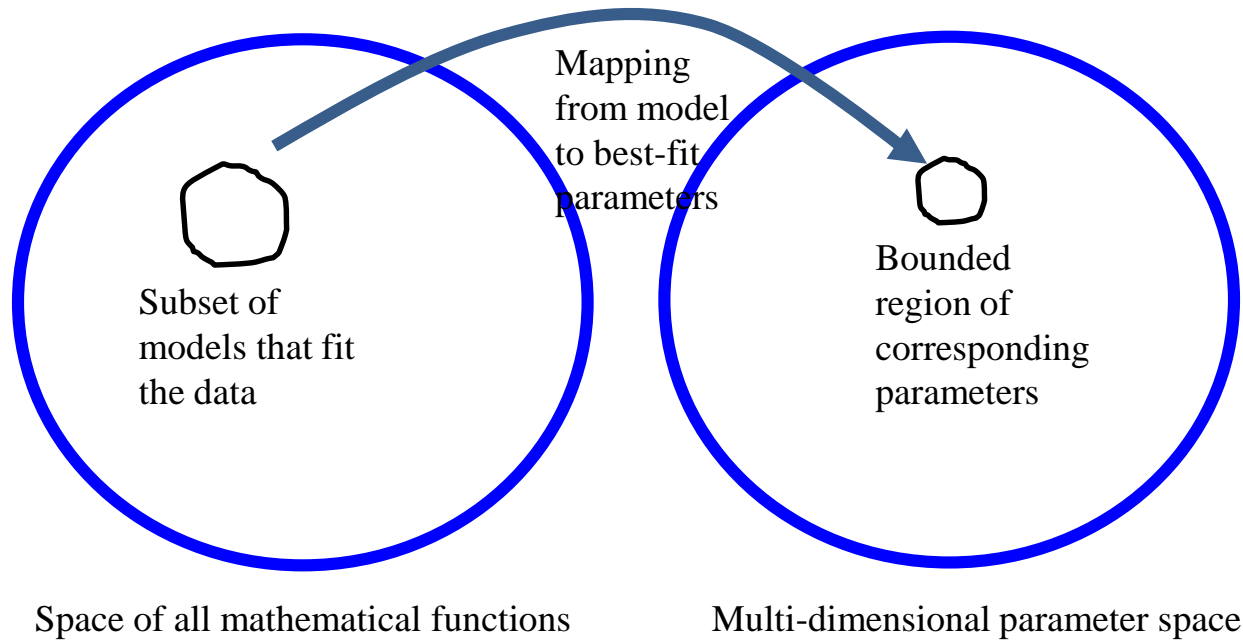 Mapping
from model
to best-fit
parameters
Subset of
models that fit
the data
Bounded
region of
corresponding
parameters
Space of all mathematical functions
Multi-dimensional parameter space